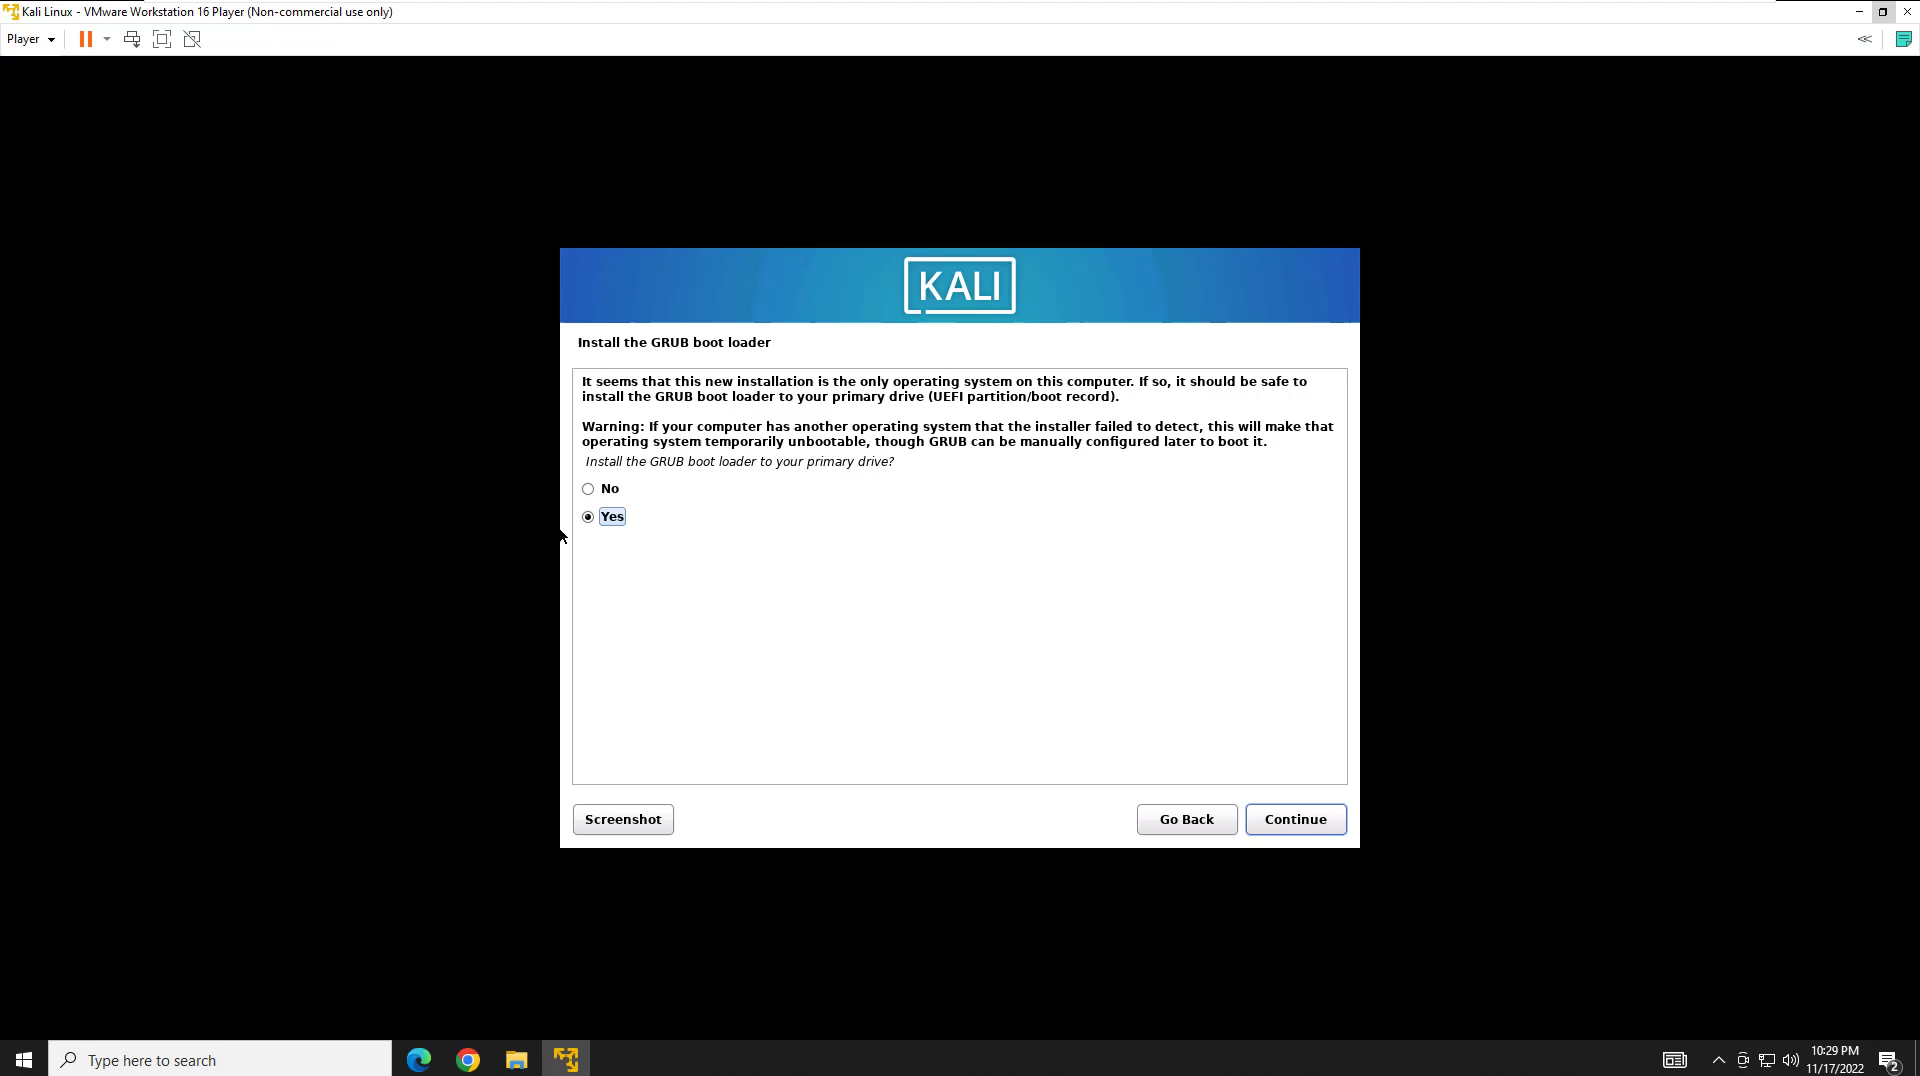 Kali Linux - VMware Workstation 16 Player (Non-commercial use only)
Player
KALI
Install the GRUB boot loader
It seems that this new installation is the only operating system on this computer. If so, it should be safe to
install the GRUB boot loader to your primary drive (UEFI partition/boot record).
Warning: If your computer has another operating system that the installer failed to detect, this will make that
operating system temporarily unbootable, though GRUB can be manually configured later to boot it.
Install the GRUB boot loader to your primary drive?
No
Yes
Screenshot
Go Back
Continue
Type here to search
10:29 PM
11/17/2022
2